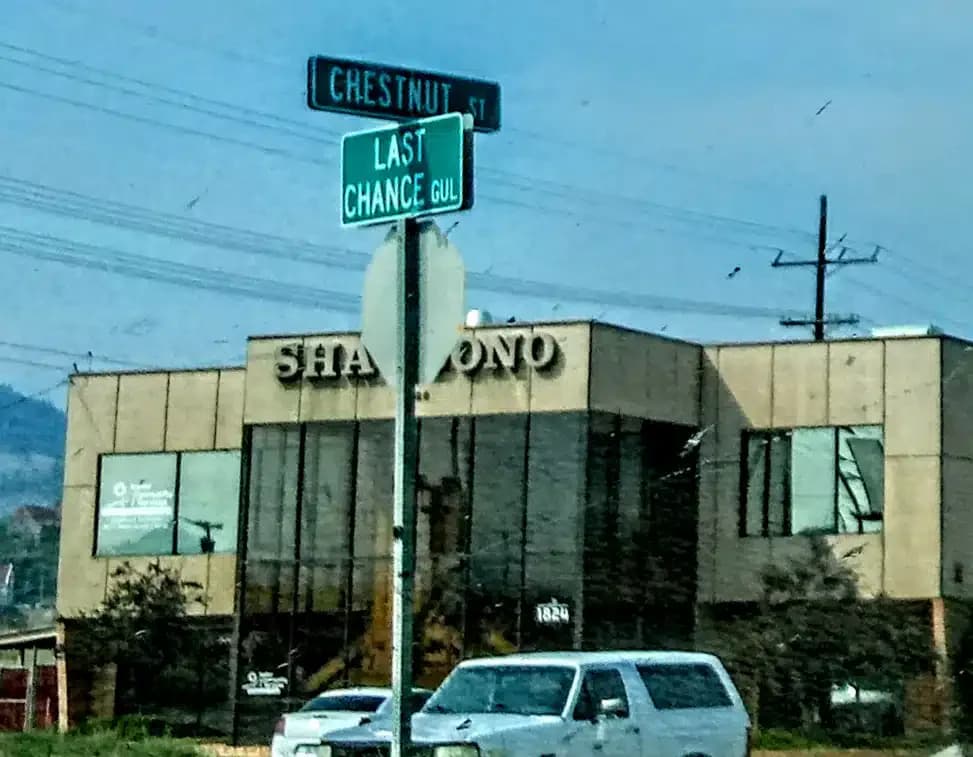 CHESTNUT ST
LAST
CHANCE GUL
SHA ONO
1824